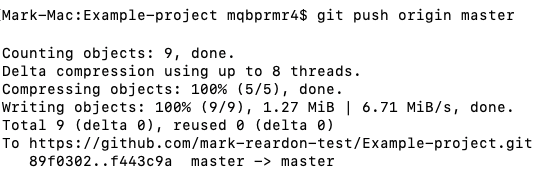 Mark-Mac:Example-project mqbprmr4$ git push origin master
Counting objects: 9, done.
Delta compression using up to 8 threads.
Compressing objects: 100% (5/5), done.
Writing objects: 100% (9/9), 1.27 MiB | 6.71 MiB/s, done.
Total 9 (delta 0), reused 0 (delta 0)
To https://github.com/mark-reardon-test/Example-project.git
   89f0302..f443c9a  master -> master